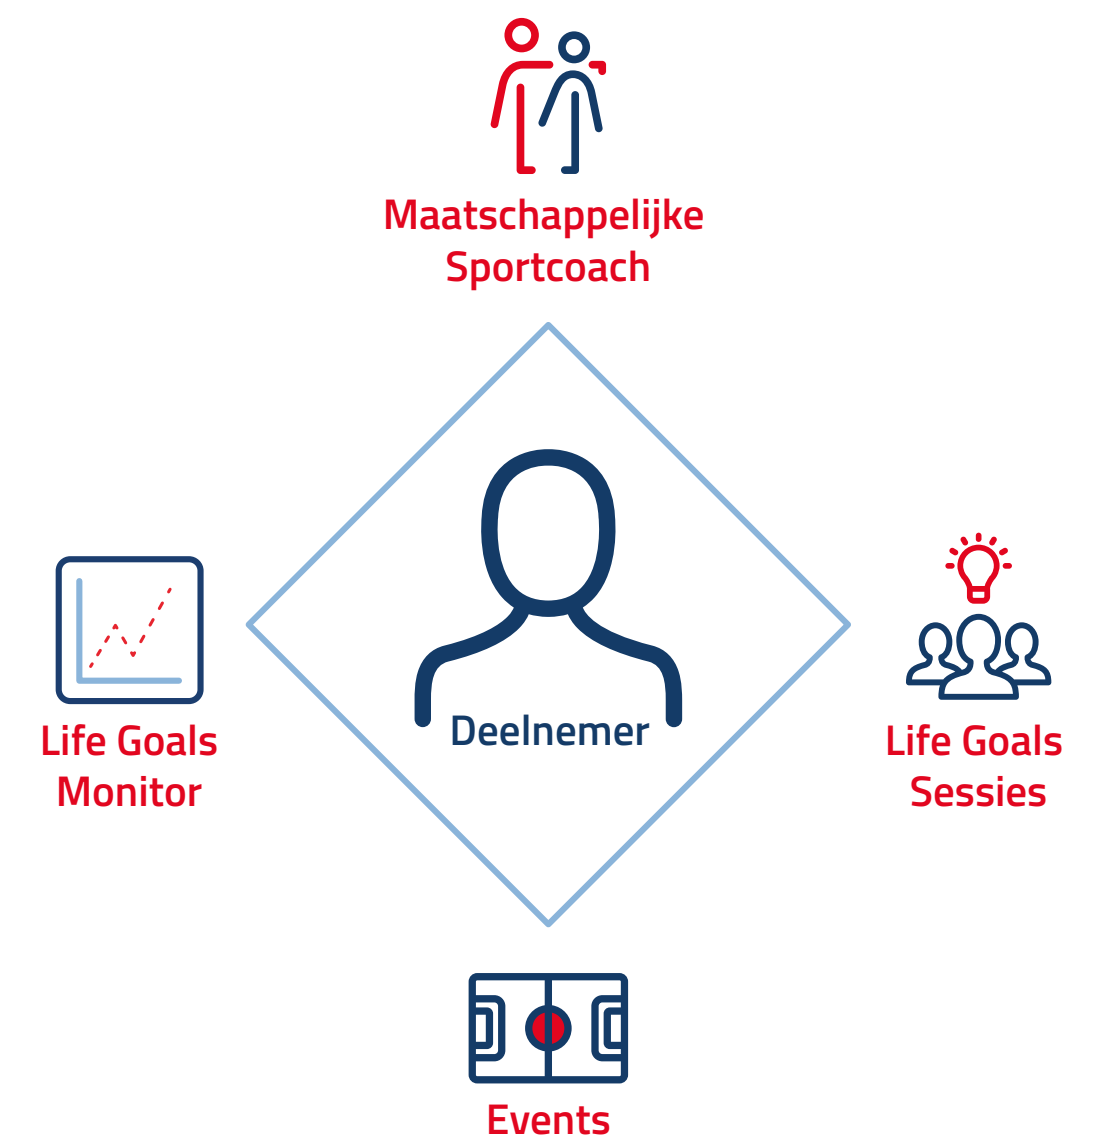 Maatschappelijke
Sportcoach
Deelnemer
Life Goals
Monitor
Life Goals
Sessies
Events